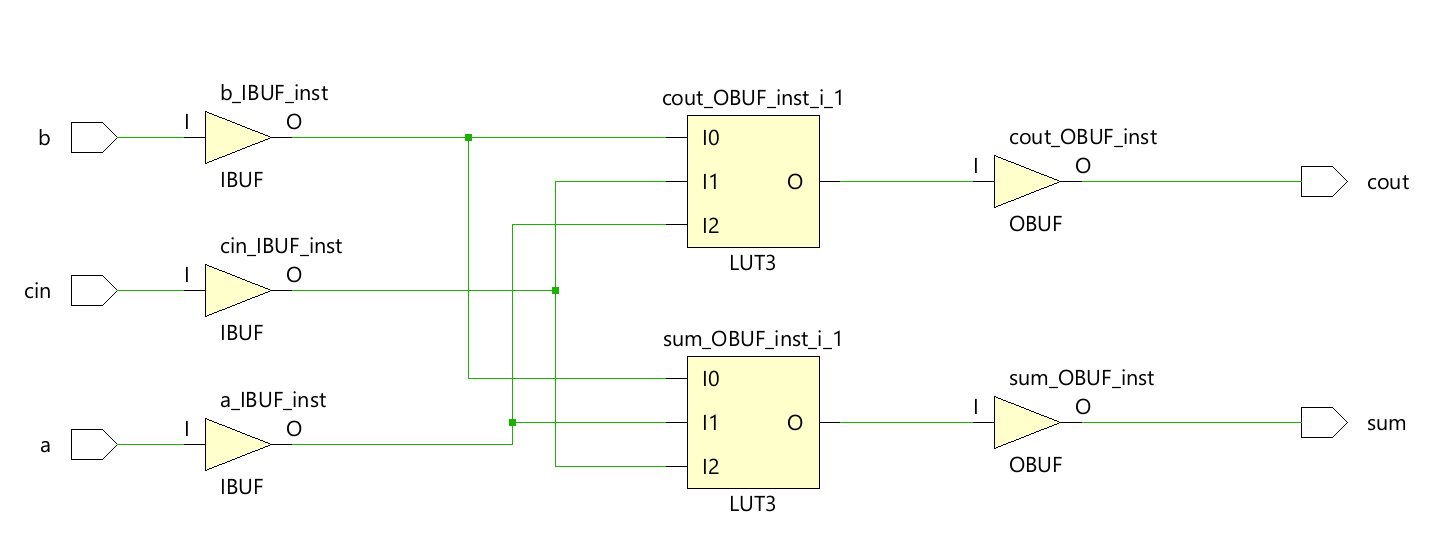 b_IBUF_inst
I
O
b
IBUF
cin_IBUF_inst
I
O
cin
IBUF
a_IBUF_inst
I
O
a
IBUF
cout_OBUF_inst_i_1
I0
I1
O
I2
LUT3
sum_OBUF_inst_i_1
I0
I1
O
I2
LUT3
cout_OBUF_inst
I
O
cout
OBUF
sum_OBUF_inst
I
O
sum
OBUF